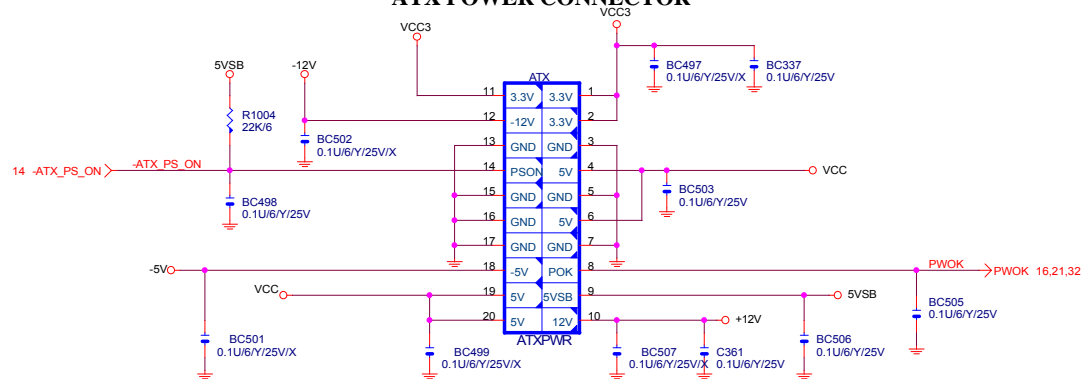 ATX POWER CONNECTOR
VCC3
VCC3
5VSB
-12V
BC497
0.1U/6/Y/25V/X
BC337
0.1U/6/Y/25V
ATX
R1004
22K/6
11 3.3V 3.3V 1
12 -12V 3.3V 2
BC502
0.1U/6/Y/25V/X
13 GND GND 3
14 -ATX_PS_ON
-ATX_PS_ON
14 PSON 5V 4
VCC
BC503
0.1U/6/Y/25V
15 GND GND 5
BC498
0.1U/6/Y/25V
16 GND 5V 6
17 GND GND 7
-5V
18 -5V POK 8
PWOK
PWOK 16,21,32
VCC
19 5V 5VSB 9
5VSB
20 5V 12V 10
+12V
BC505
0.1U/6/Y/25V
ATXPWR
BC501
0.1U/6/Y/25V/X
BC499
0.1U/6/Y/25V/X
BC507
0.1U/6/Y/25V/X
C361
0.1U/6/Y/25V
BC506
0.1U/6/Y/25V